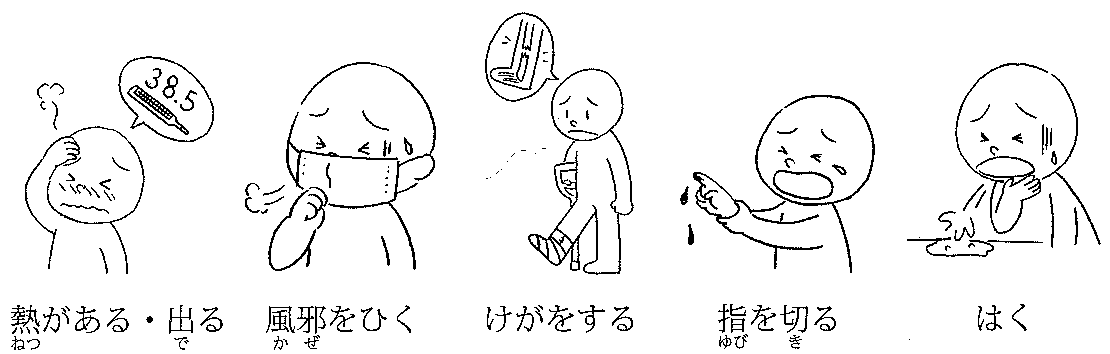 38.5
熱がある・出る 風邪をひく けがをする 指を切る はく
ねつ で かぜ ゆび き